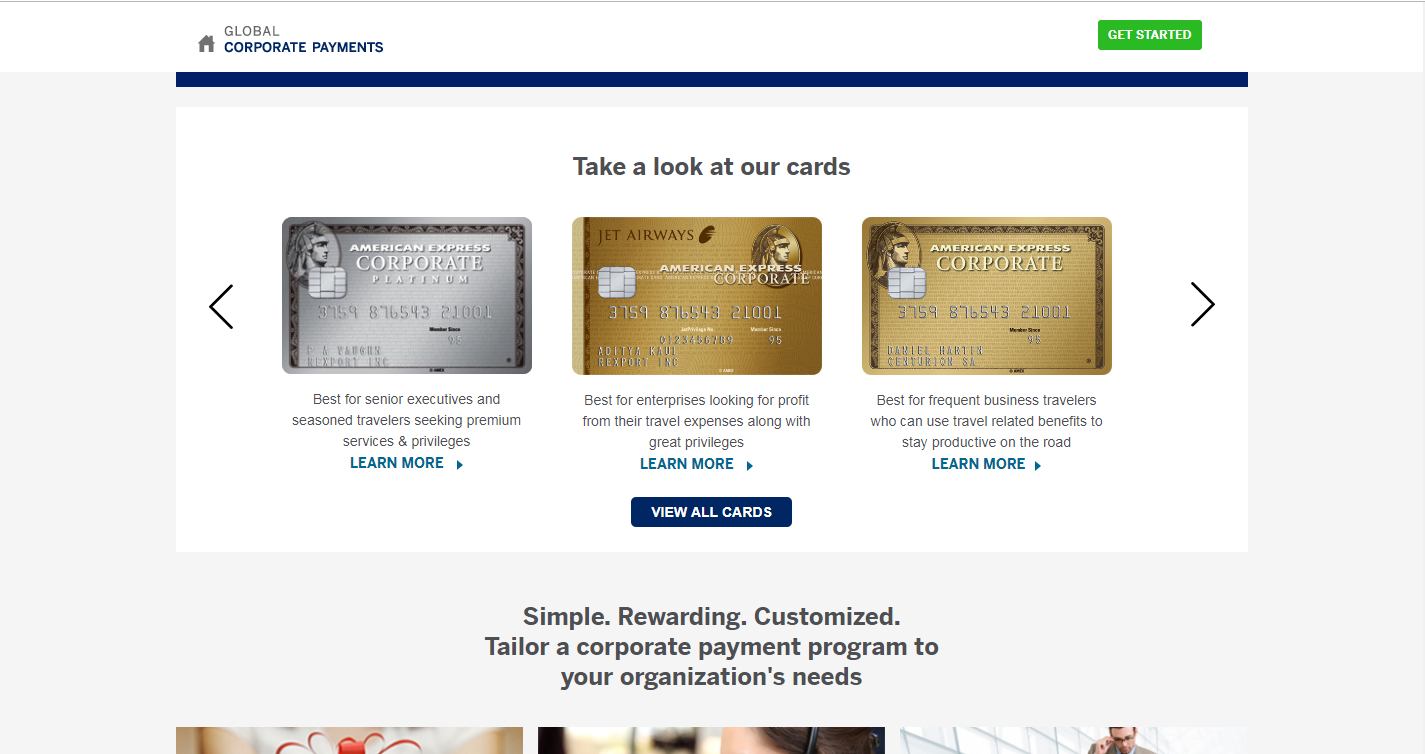 GLOBAL
CORPORATE PAYMENTS
GET STARTED
Take a look at our cards
AMERICAN EXPRESS
CORPORATE
PLATINUM
3759 876543 21001
Member Since
95
REXPORT INC
© AMEX
Best for senior executives and
seasoned travelers seeking premium
services & privileges
LEARN MORE
JET AIRWAYS
AMERICAN EXPRESS
CORPORATE
3759 876543 21001
JetPrivilege No. Member Since
0123456789 95
ADITYA KAUL
REXPORT INC
© AMEX
Best for enterprises looking for profit
from their travel expenses along with
great privileges
LEARN MORE
AMERICAN EXPRESS
CORPORATE
3759 876543 21001
Member Since
95
DANIEL MARTIN
CENTURION SA
© AMEX
Best for frequent business travelers
who can use travel related benefits to
stay productive on the road
LEARN MORE
VIEW ALL CARDS
Simple. Rewarding. Customized.
Tailor a corporate payment program to
your organization's needs